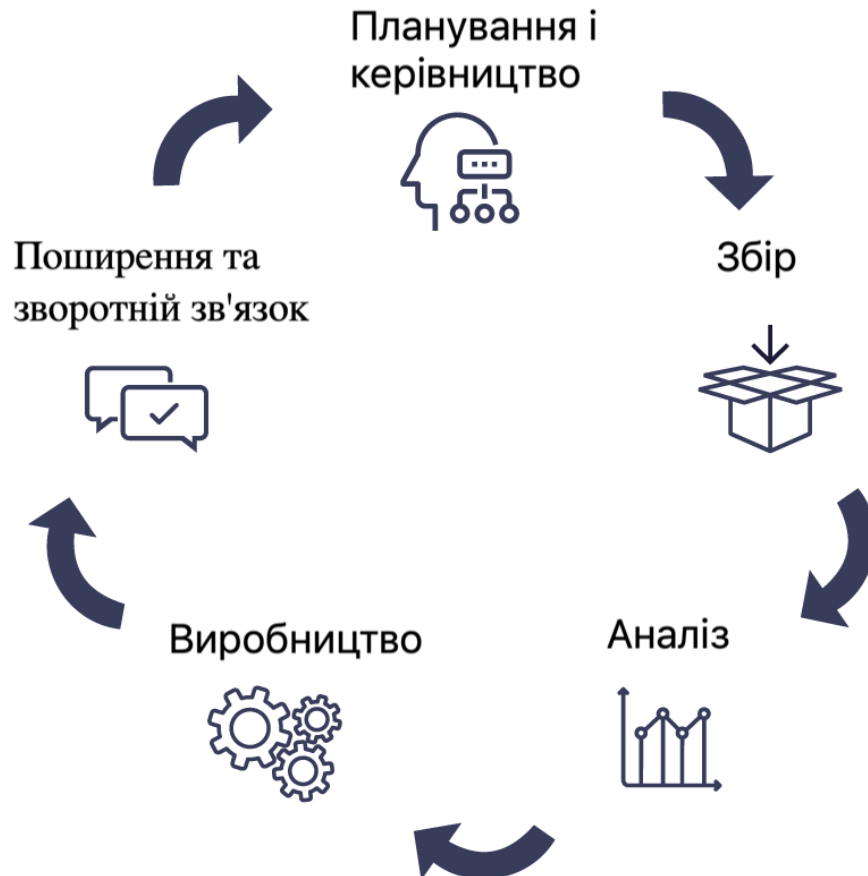 Планування і
керівництво
Збір
Аналіз
Виробництво
Поширення та
зворотній зв'язок